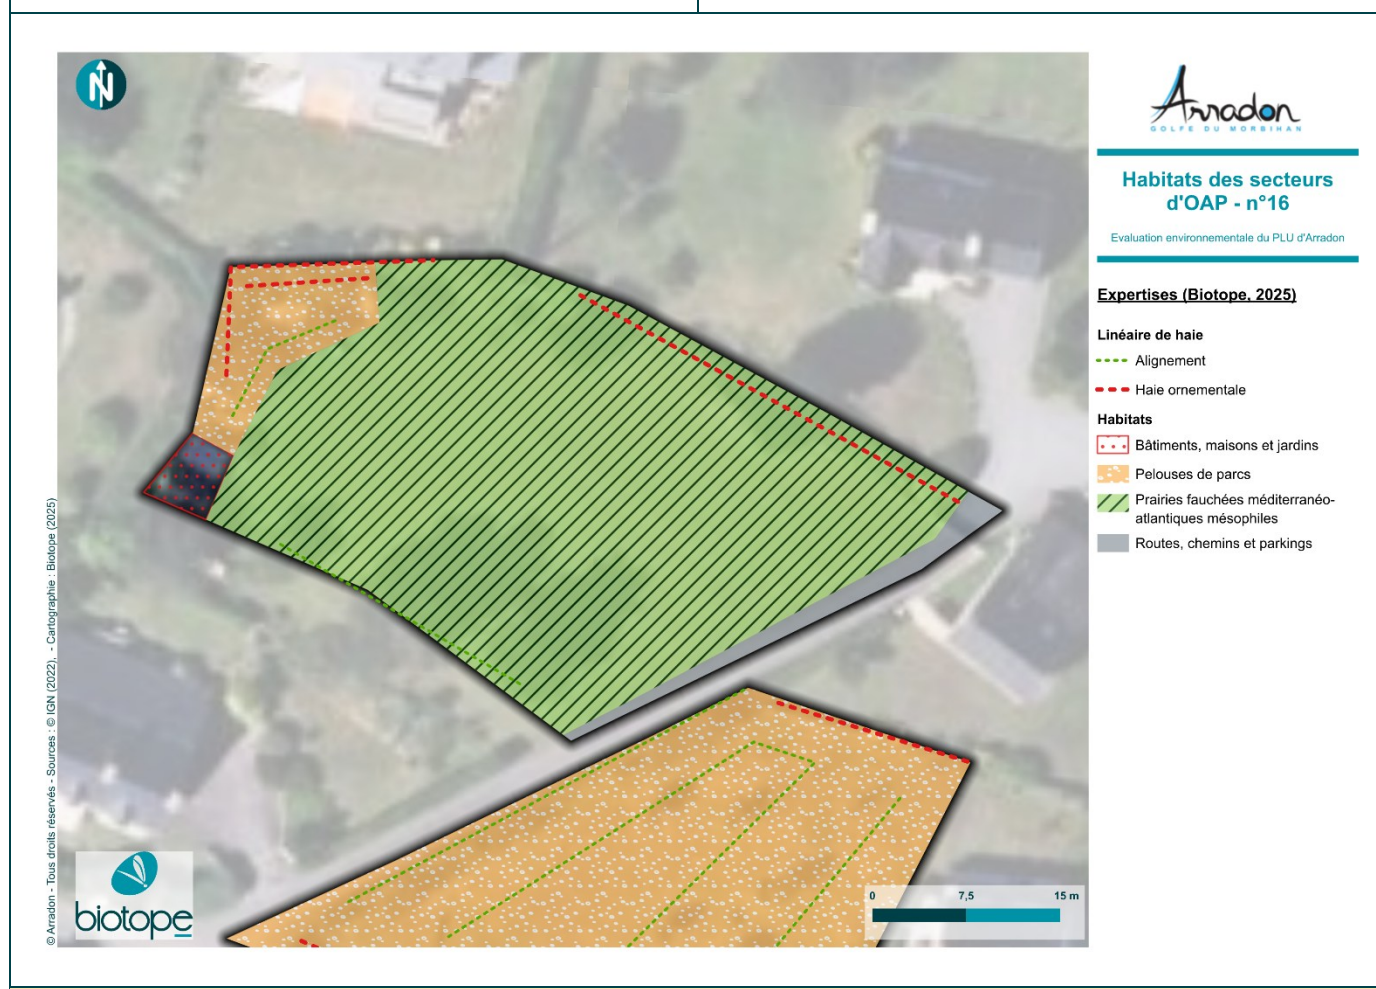 N
Arradon
GOLFE DU MORBIHAN
Habitats des secteurs
d'OAP - n°16
Evaluation environnementale du PLU d'Arradon
Expertises (Biotope, 2025)
Linéaire de haie
Alignement
Haie ornementale
Habitats
Bâtiments, maisons et jardins
Pelouses de parcs
Prairies fauchées méditerranéo-
atlantiques mésophiles
Routes, chemins et parkings
© Arradon - Tous droits réservés - Sources : © IGN (2022), - Cartographie : Biotope (2025)
biotope
0 7,5 15 m